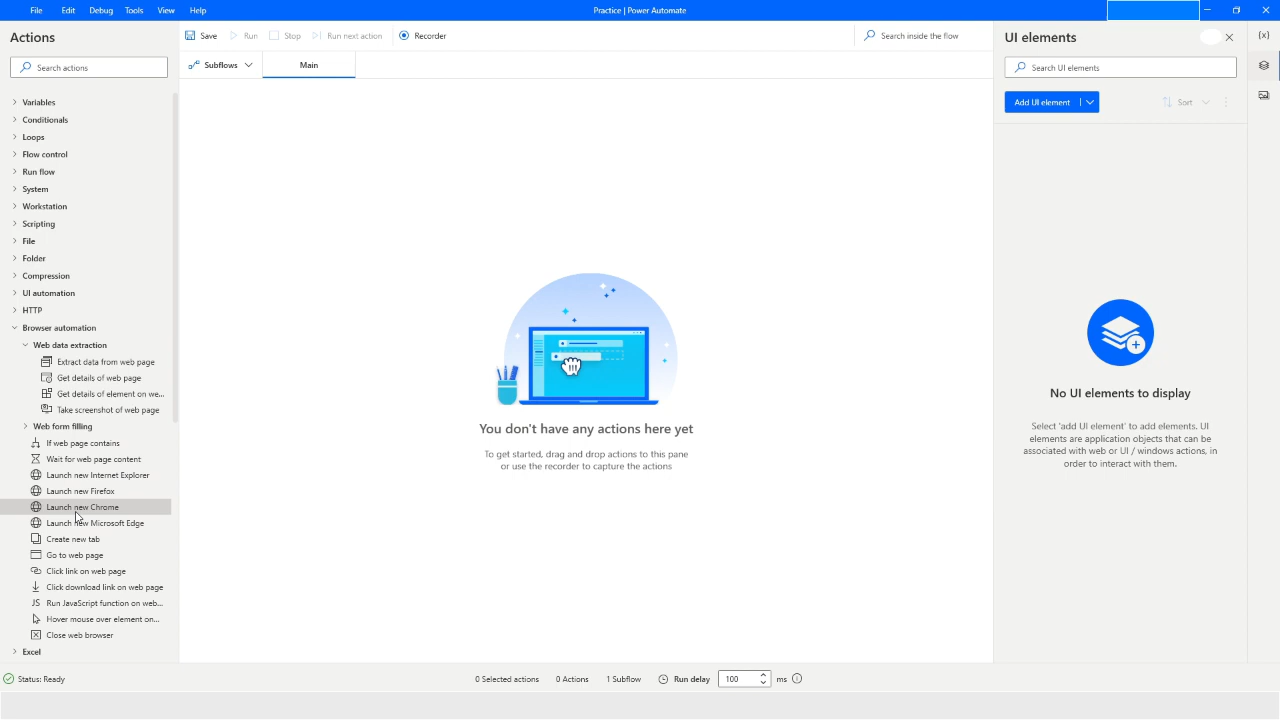 File Edit Debug Tools View Help Practice | Power Automate
Actions
Search actions
Variables
Conditionals
Loops
Flow control
Run flow
System
Workstation
Scripting
File
Folder
Compression
UI automation
HTTP
Browser automation
Web data extraction
Extract data from web page
Get details of web page
Get details of element on we...
Take screenshot of web page
Web form filling
If web page contains
Wait for web page content
Launch new Internet Explorer
Launch new Firefox
Launch new Chrome
Launch new Microsoft Edge
Create new tab
Go to web page
Click link on web page
Click download link on web page
JS Run JavaScript function on web...
Hover mouse over element on...
Close web browser
Excel
Save Run Stop Run next action Recorder Search inside the flow
Subflows Main
You don't have any actions here yet
To get started, drag and drop actions to this pane
or use the recorder to capture the actions
UI elements
Search UI elements
Add UI element Sort
No UI elements to display
Select 'add UI element' to add elements. UI
elements are application objects that can be
associated with web or UI / windows actions, in
order to interact with them.
{x}
Status: Ready 0 Selected actions 0 Actions 1 Subflow Run delay 100 ms